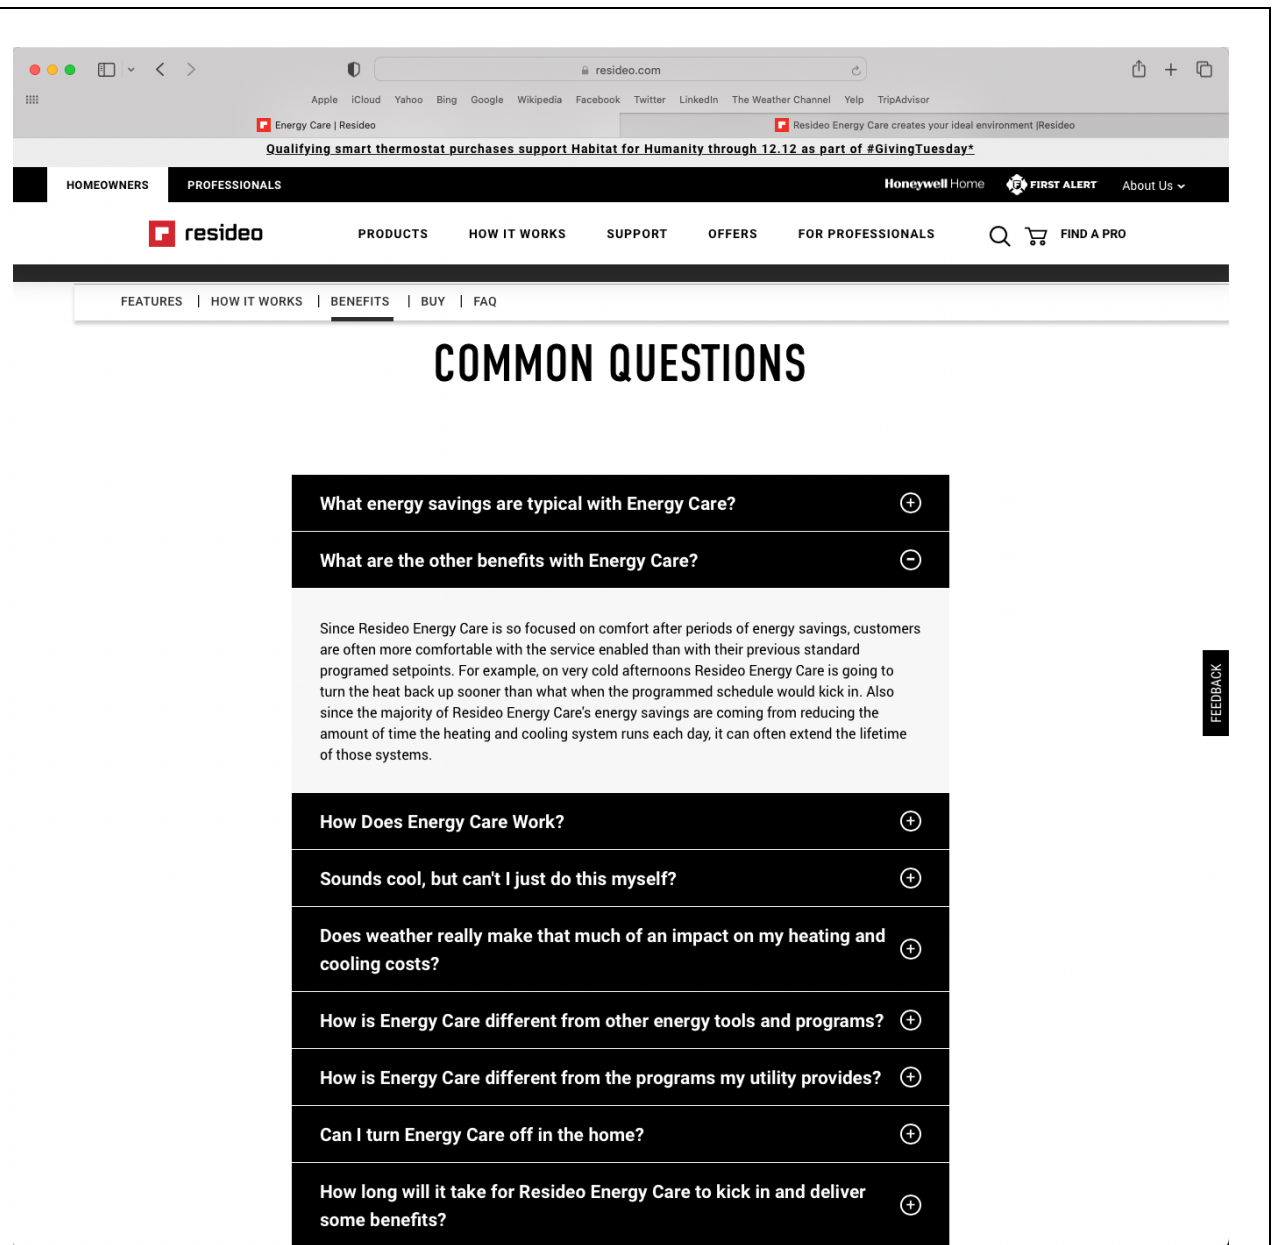 resideo.com
Apple iCloud Yahoo Bing Google Wikipedia Facebook Twitter LinkedIn The Weather Channel Yelp TripAdvisor
Energy Care | Resideo
Resideo Energy Care creates your ideal environment |Resideo
Qualifying smart thermostat purchases support Habitat for Humanity through 12.12 as part of #GivingTuesday*
HOMEOWNERS PROFESSIONALS Honeywell Home FIRST ALERT About Us
resideo PRODUCTS HOW IT WORKS SUPPORT OFFERS FOR PROFESSIONALS FIND A PRO
FEATURES | HOW IT WORKS | BENEFITS | BUY | FAQ
COMMON QUESTIONS
What energy savings are typical with Energy Care?
What are the other benefits with Energy Care?
Since Resideo Energy Care is so focused on comfort after periods of energy savings, customers
are often more comfortable with the service enabled than with their previous standard
programed setpoints. For example, on very cold afternoons Resideo Energy Care is going to
turn the heat back up sooner than what when the programmed schedule would kick in. Also
since the majority of Resideo Energy Care's energy savings are coming from reducing the
amount of time the heating and cooling system runs each day, it can often extend the lifetime
of those systems.
FEEDBACK
How Does Energy Care Work?
Sounds cool, but can't I just do this myself?
Does weather really make that much of an impact on my heating and
cooling costs?
How is Energy Care different from other energy tools and programs?
How is Energy Care different from the programs my utility provides?
Can I turn Energy Care off in the home?
How long will it take for Resideo Energy Care to kick in and deliver
some benefits?